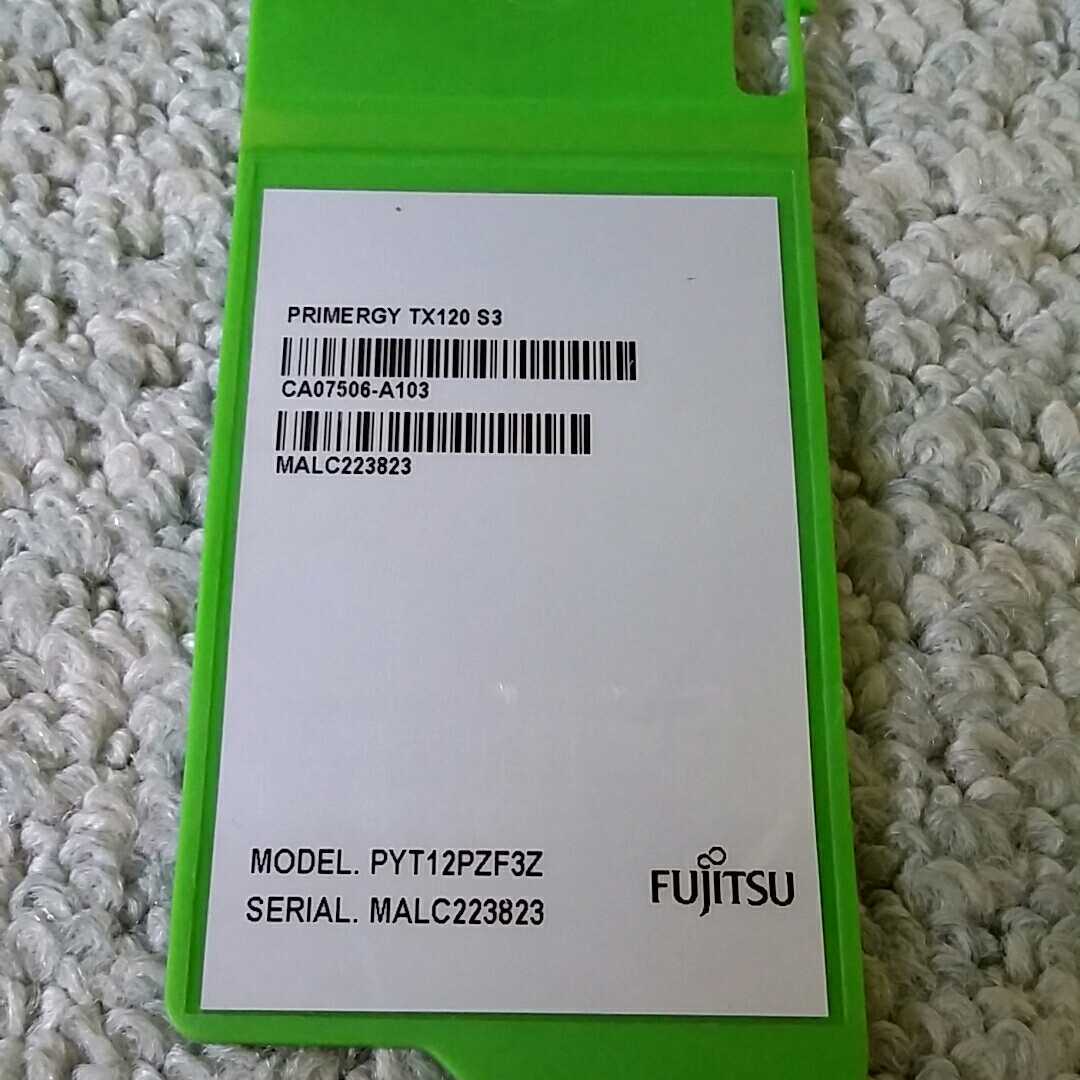 PRIMERGY TX120 S3
CA07506-A103
MALC223823
MODEL. PYT12PZF3Z
SERIAL. MALC223823
FUJITSU